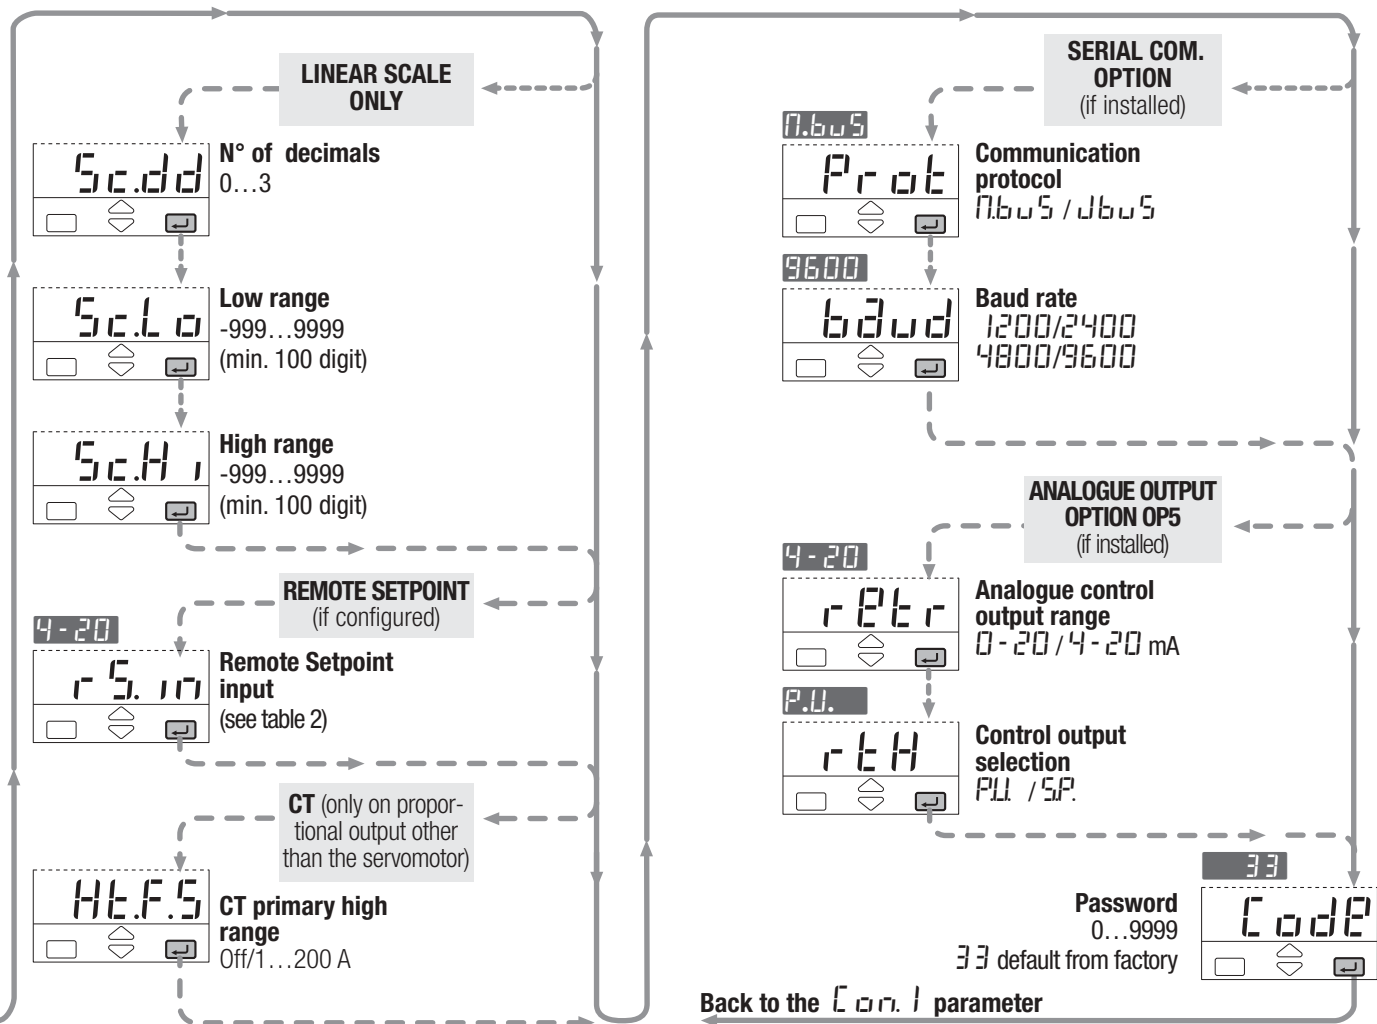 LINEAR SCALE
ONLY
Sc.dd
N° of decimals
0…3
Sc.Lo
Low range
-999…9999
(min. 100 digit)
Sc.Hi
High range
-999…9999
(min. 100 digit)
REMOTE SETPOINT
(if configured)
4-20
rS.in
Remote Setpoint
input
(see table 2)
CT (only on propor-
tional output other
than the servomotor)
Ht.F.S
CT primary high
range
Off/1…200 A
SERIAL COM.
OPTION
(if installed)
M.buS
Prot
Communication
protocol
M.buS / JbuS
9600
baud
Baud rate
1200/2400
4800/9600
ANALOGUE OUTPUT
OPTION OP5
(if installed)
4-20
retr
Analogue control
output range
0-20 / 4-20 mA
P.U.
rtH
Control output
selection
P.U. / S.P.
33
Code
Password
0…9999
33 default from factory
Back to the Con.1 parameter